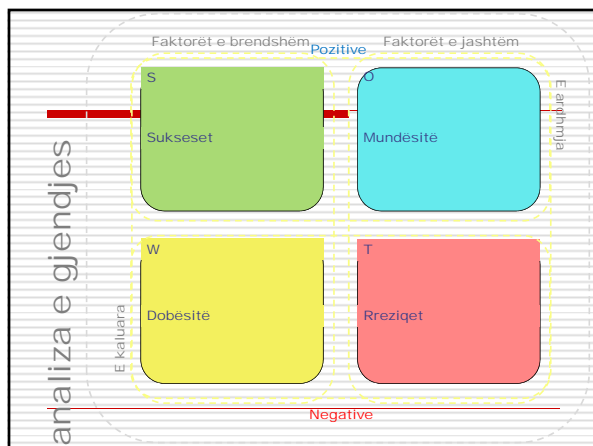 Faktorët e brendshëm
Faktorët e jashtëm
Pozitive
S
O
Sukseset
Mundësitë
E ardhmja
analiza e gjendjes
W
T
Dobësitë
Rreziqet
E kaluara
Negative